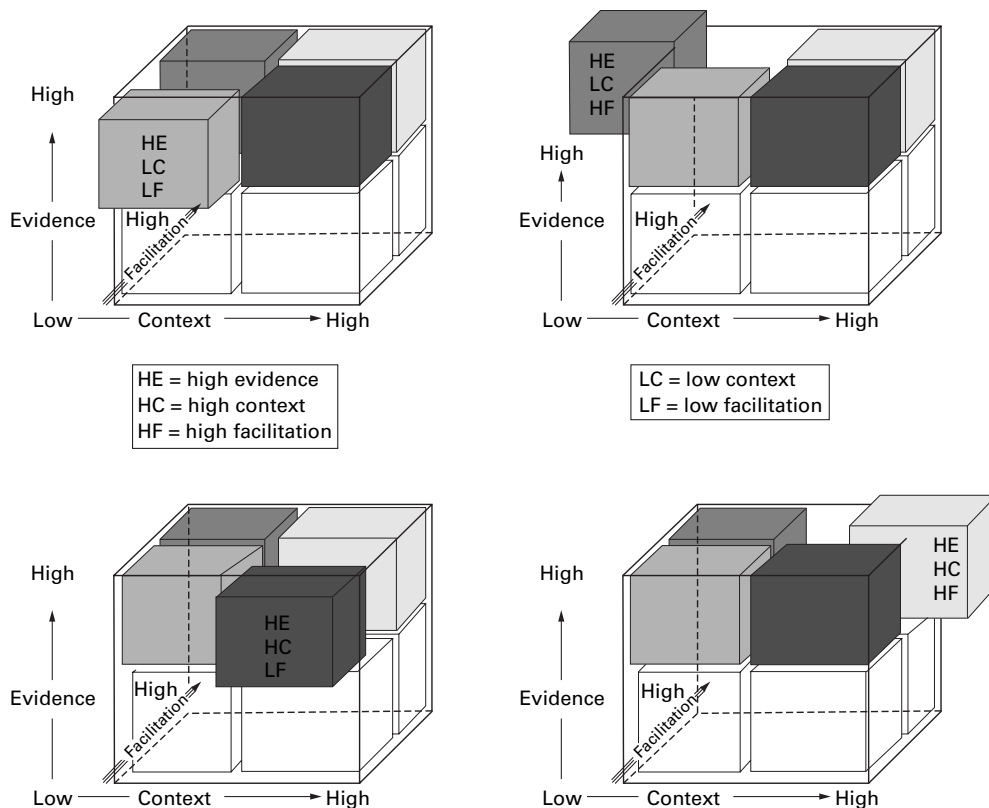 High
HE
LC
LF
Evidence
High
Facilitation
Low
Context
High
HE
LC
HF
High
Evidence
High
Facilitation
Low
Context
High
HE = high evidence
HC = high context
HF = high facilitation
LC = low context
LF = low facilitation
High
HE
HC
LF
Evidence
High
Facilitation
Low
Context
High
High
HE
HC
HF
Evidence
High
Facilitation
Low
Context
High